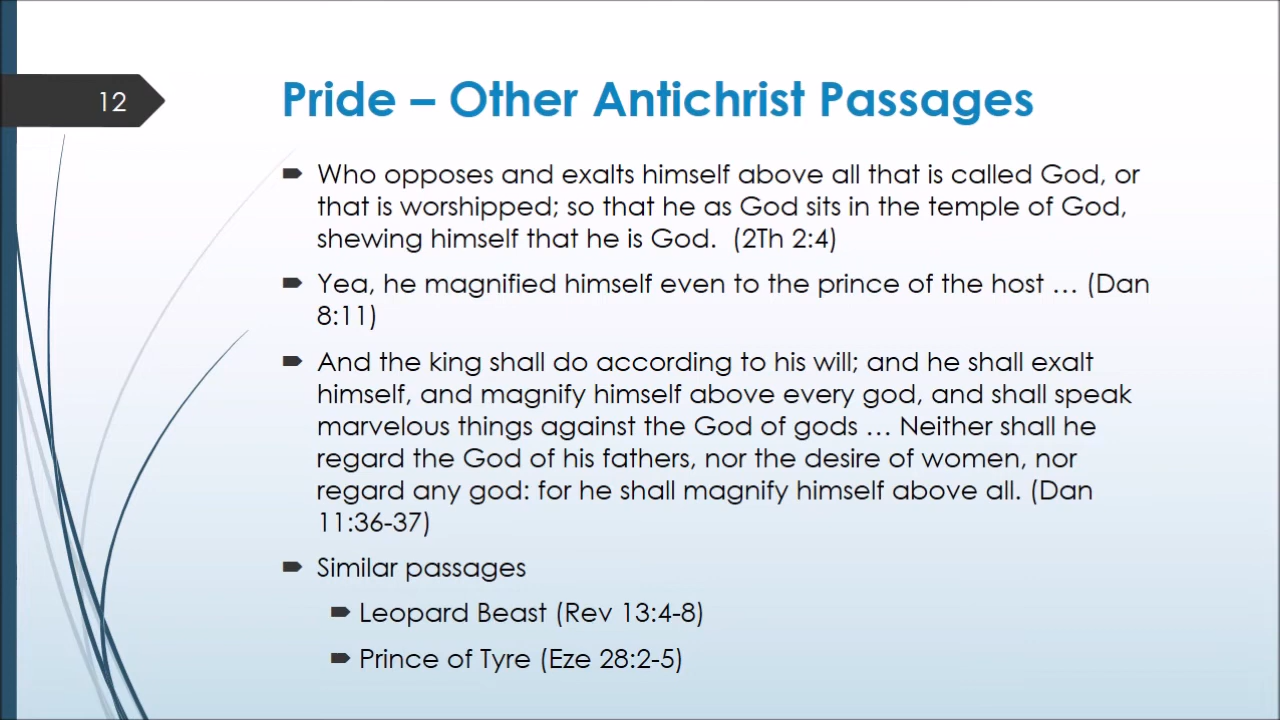 12
Pride – Other Antichrist Passages
Who opposes and exalts himself above all that is called God, or
that is worshipped; so that he as God sits in the temple of God,
shewing himself that he is God.  (2Th 2:4)
Yea, he magnified himself even to the prince of the host … (Dan
8:11)
And the king shall do according to his will; and he shall exalt
himself, and magnify himself above every god, and shall speak
marvelous things against the God of gods … Neither shall he
regard the God of his fathers, nor the desire of women, nor
regard any god: for he shall magnify himself above all. (Dan
11:36-37)
Similar passages
Leopard Beast (Rev 13:4-8)
Prince of Tyre (Eze 28:2-5)